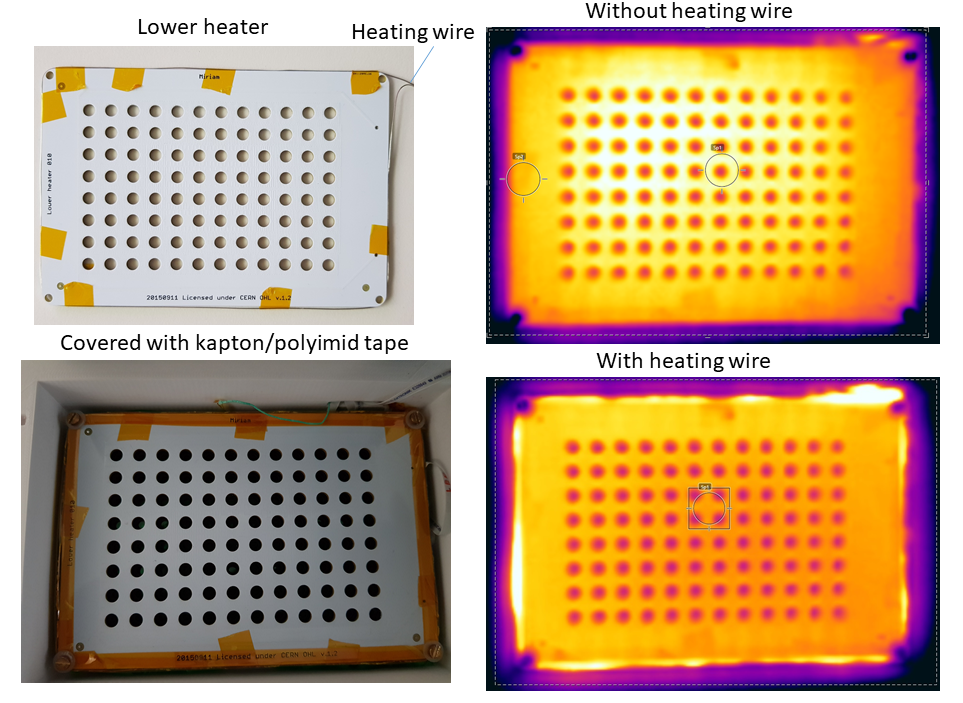 Lower heater
Heating wire
Without heating wire
Miriam
Lower heater 010
20150911 Licensed under CERN OHL v.1.2
Sp2
Sp1
Covered with kapton/polyimid tape
With heating wire
Miriam
20150911 Licensed under CERN OHL v.1.2
Sp1